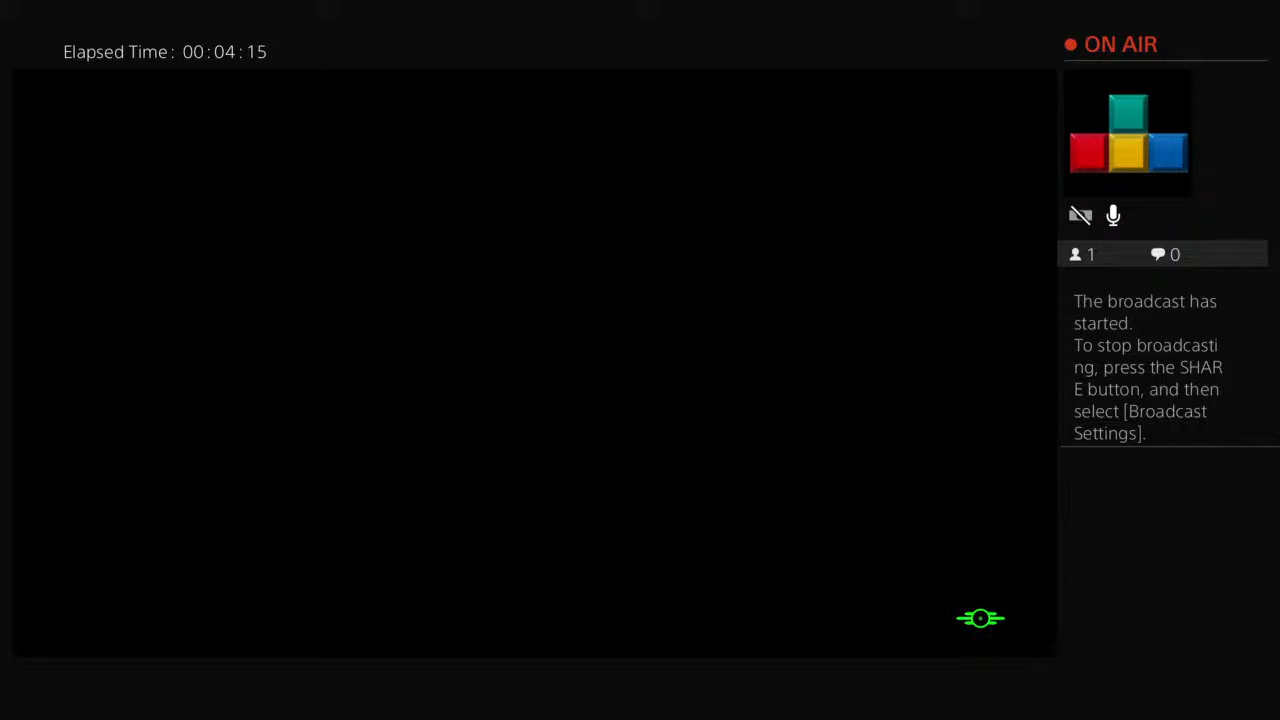 Elapsed Time: 00:04:15
ON AIR
1
0
The broadcast has
started.
To stop broadcasti
ng, press the SHAR
E button, and then
select [Broadcast
Settings].